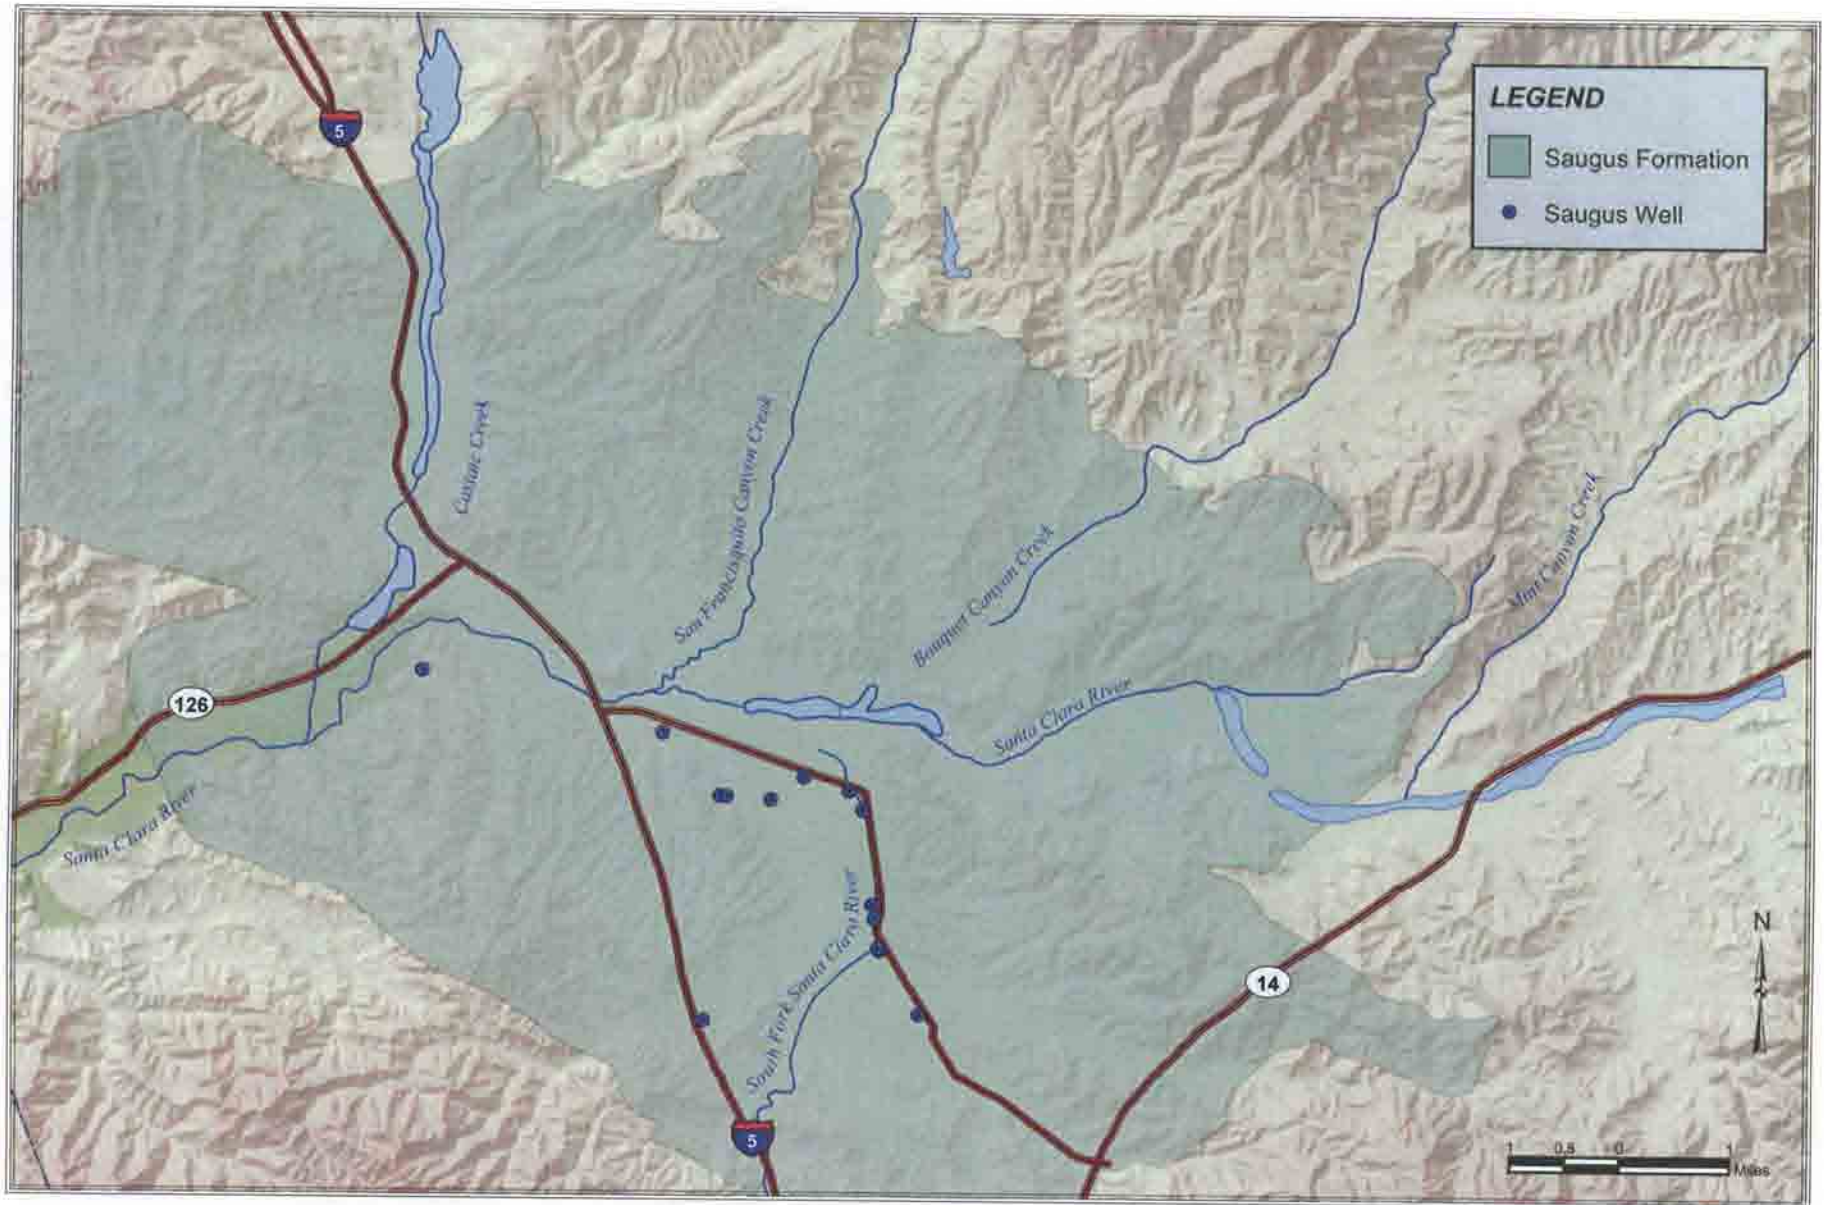 LEGEND
Saugus Formation
Saugus Well
5
Castaic Creek
San Francisquito Canyon Creek
Bouquet Canyon Creek
Mint Canyon Creek
126
Santa Clara River
Santa Clara River
South Fork Santa Clara River
14
N
5
1 0.5 0 1
Miles